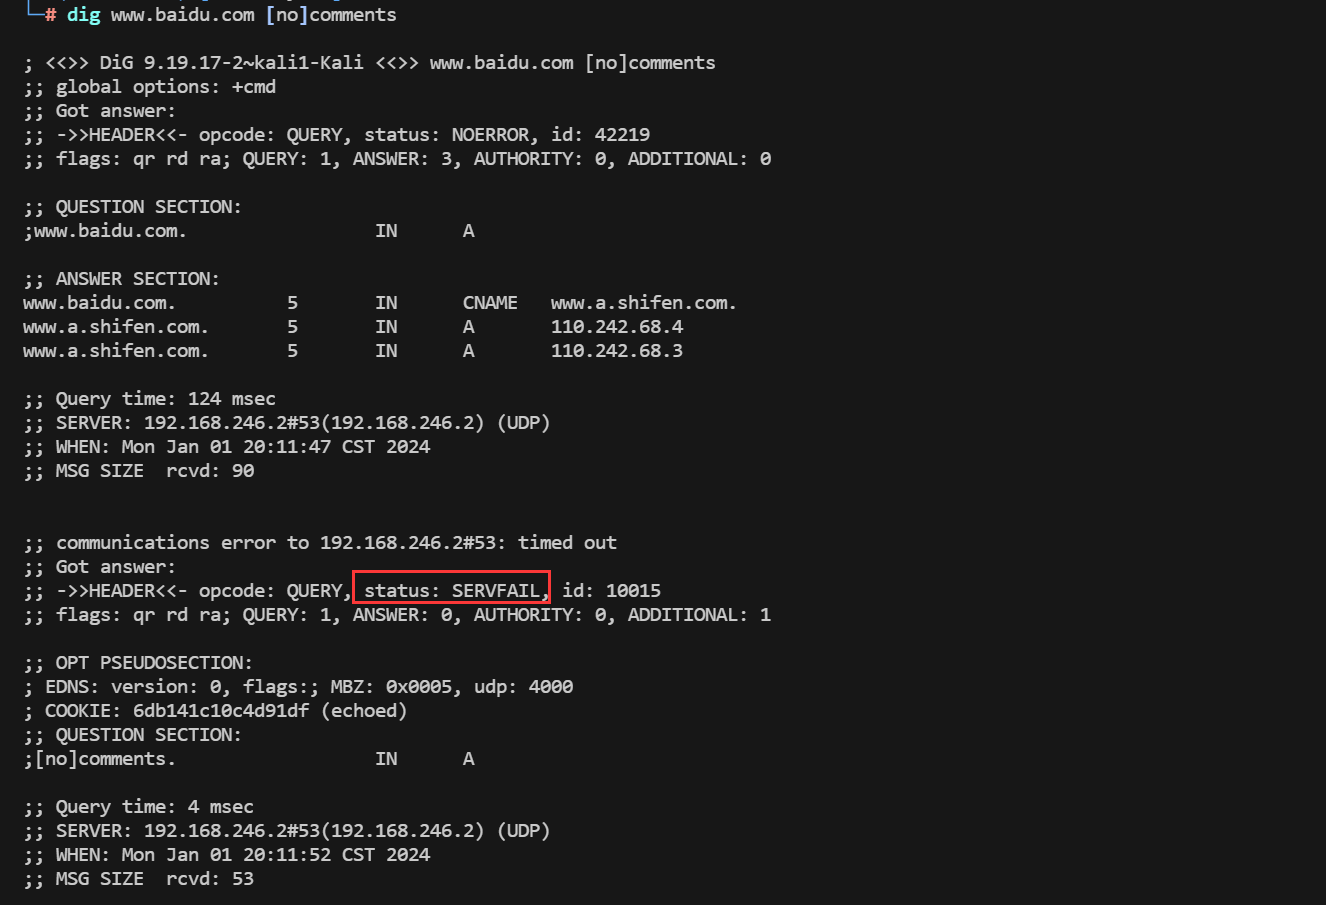 └─# dig www.baidu.com [no]comments
; <<>> DiG 9.19.17-2~kali1-Kali <<>> www.baidu.com [no]comments
;; global options: +cmd
;; Got answer:
;; ->>HEADER<<- opcode: QUERY, status: NOERROR, id: 42219
;; flags: qr rd ra; QUERY: 1, ANSWER: 3, AUTHORITY: 0, ADDITIONAL: 0
;; QUESTION SECTION:
;www.baidu.com. IN A
;; ANSWER SECTION:
www.baidu.com. 5 IN CNAME www.a.shifen.com.
www.a.shifen.com. 5 IN A 110.242.68.4
www.a.shifen.com. 5 IN A 110.242.68.3
;; Query time: 124 msec
;; SERVER: 192.168.246.2#53(192.168.246.2) (UDP)
;; WHEN: Mon Jan 01 20:11:47 CST 2024
;; MSG SIZE rcvd: 90
;; communications error to 192.168.246.2#53: timed out
;; Got answer:
;; ->>HEADER<<- opcode: QUERY, status: SERVFAIL, id: 10015
;; flags: qr rd ra; QUERY: 1, ANSWER: 0, AUTHORITY: 0, ADDITIONAL: 1
;; OPT PSEUDOSECTION:
; EDNS: version: 0, flags:; MBZ: 0x0005, udp: 4000
; COOKIE: 6db141c10c4d91df (echoed)
;; QUESTION SECTION:
;[no]comments. IN A
;; Query time: 4 msec
;; SERVER: 192.168.246.2#53(192.168.246.2) (UDP)
;; WHEN: Mon Jan 01 20:11:52 CST 2024
;; MSG SIZE rcvd: 53